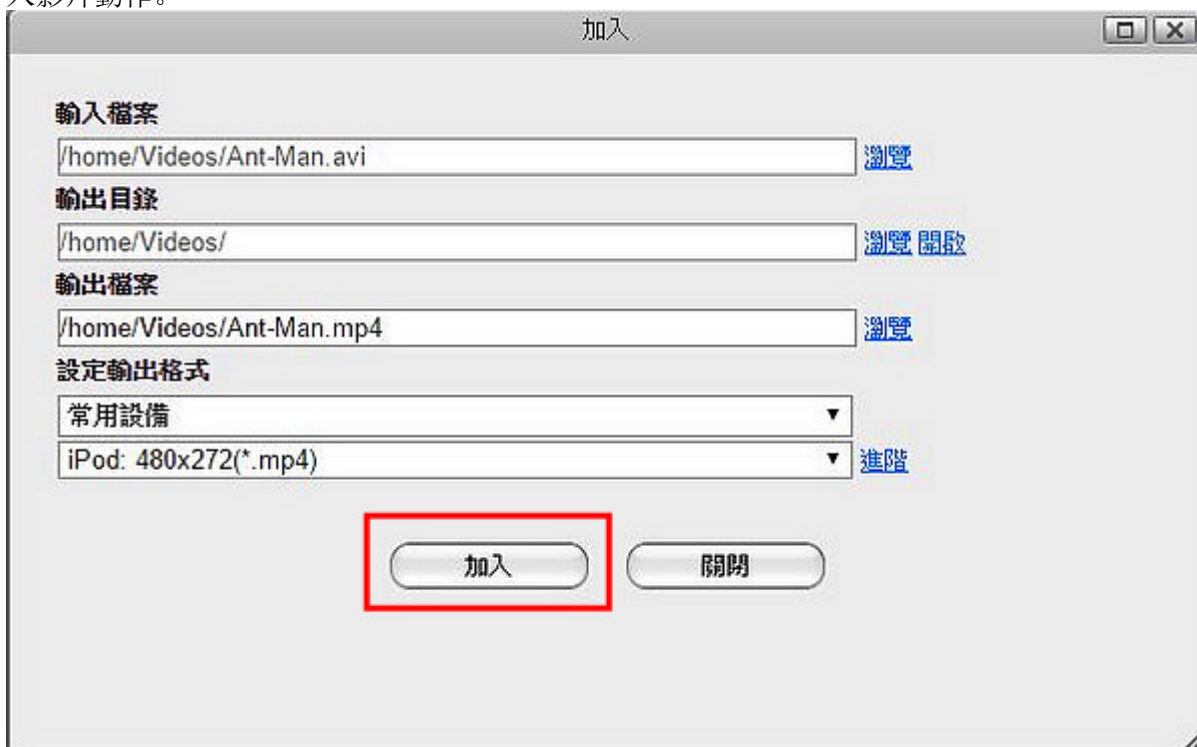 入影片動作。
加入
輸入檔案
/home/Videos/Ant-Man.avi 瀏覽
輸出目錄
/home/Videos/ 瀏覽 開啟
輸出檔案
/home/Videos/Ant-Man.mp4 瀏覽
設定輸出格式
常用設備
iPod: 480x272(*.mp4) 進階
加入 關閉